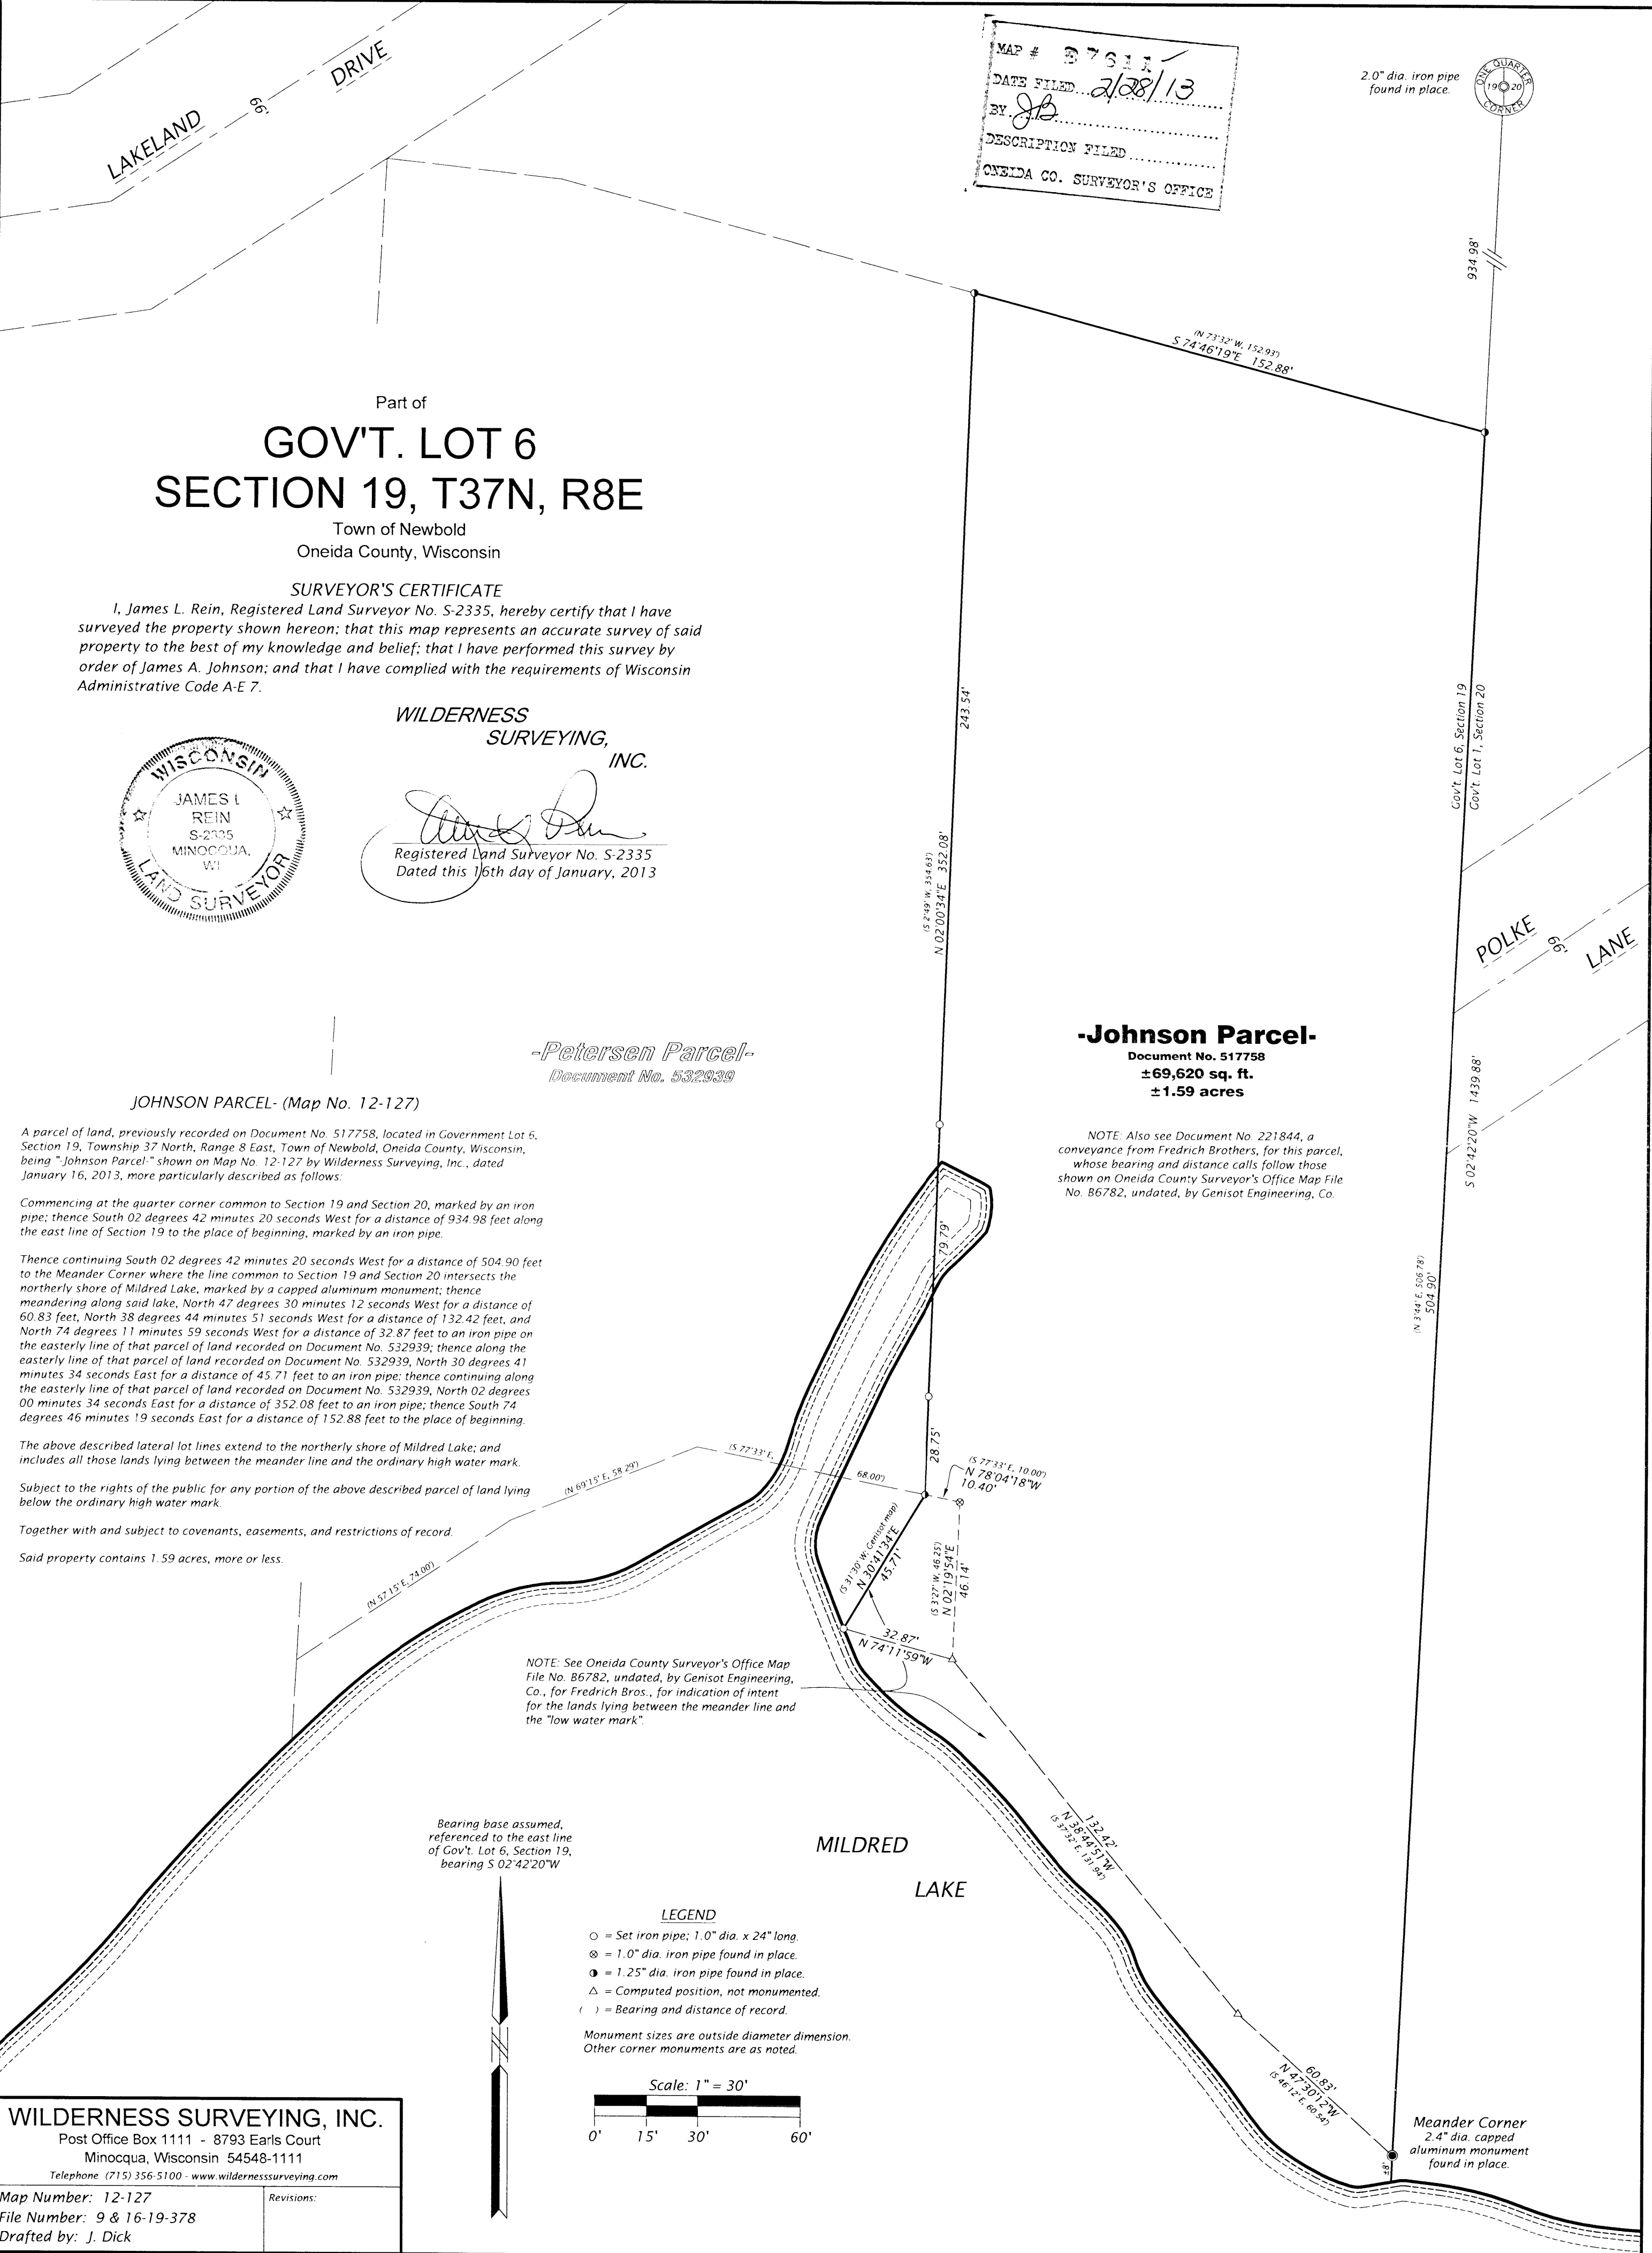 LAKELAND
66'
DRIVE
MAP # B7611
DATE FILED 2/28/13
BY JB
DESCRIPTION FILED
ONEIDA CO. SURVEYOR'S OFFICE
2.0" dia. iron pipe
found in place.
ONE QUARTER
19 20
CORNER
934.98'
(N 73°32' W, 152.93')
S 74°46'19"E 152.88'
Part of
GOV'T. LOT 6
SECTION 19, T37N, R8E
Town of Newbold
Oneida County, Wisconsin
SURVEYOR'S CERTIFICATE
I, James L. Rein, Registered Land Surveyor No. S-2335, hereby certify that I have
surveyed the property shown hereon; that this map represents an accurate survey of said
property to the best of my knowledge and belief; that I have performed this survey by
order of James A. Johnson; and that I have complied with the requirements of Wisconsin
Administrative Code A-E 7.
WILDERNESS
SURVEYING,
INC.
WISCONSIN
JAMES L
REIN
S-2335
MINOCQUA,
WI
LAND SURVEYOR
Registered Land Surveyor No. S-2335
Dated this 16th day of January, 2013
243.54'
(S 2°49' W, 354.63')
N 02°00'34"E 352.08'
Gov't. Lot 6, Section 19
Gov't. Lot 1, Section 20
POLKE
66'
LANE
-Petersen Parcel-
Document No. 532939
-Johnson Parcel-
Document No. 517758
±69,620 sq. ft.
±1.59 acres
NOTE: Also see Document No. 221844, a
conveyance from Fredrich Brothers, for this parcel,
whose bearing and distance calls follow those
shown on Oneida County Surveyor's Office Map File
No. B6782, undated, by Genisot Engineering, Co.
S 02°42'20"W 1439.88'
(N 3°44' E, 506.78')
504.90'
JOHNSON PARCEL- (Map No. 12-127)
A parcel of land, previously recorded on Document No. 517758, located in Government Lot 6,
Section 19, Township 37 North, Range 8 East, Town of Newbold, Oneida County, Wisconsin,
being "-Johnson Parcel-" shown on Map No. 12-127 by Wilderness Surveying, Inc., dated
January 16, 2013, more particularly described as follows:
Commencing at the quarter corner common to Section 19 and Section 20, marked by an iron
pipe; thence South 02 degrees 42 minutes 20 seconds West for a distance of 934.98 feet along
the east line of Section 19 to the place of beginning, marked by an iron pipe.
Thence continuing South 02 degrees 42 minutes 20 seconds West for a distance of 504.90 feet
to the Meander Corner where the line common to Section 19 and Section 20 intersects the
northerly shore of Mildred Lake, marked by a capped aluminum monument; thence
meandering along said lake, North 47 degrees 30 minutes 12 seconds West for a distance of
60.83 feet, North 38 degrees 44 minutes 51 seconds West for a distance of 132.42 feet, and
North 74 degrees 11 minutes 59 seconds West for a distance of 32.87 feet to an iron pipe on
the easterly line of that parcel of land recorded on Document No. 532939; thence along the
easterly line of that parcel of land recorded on Document No. 532939, North 30 degrees 41
minutes 34 seconds East for a distance of 45.71 feet to an iron pipe; thence continuing along
the easterly line of that parcel of land recorded on Document No. 532939, North 02 degrees
00 minutes 34 seconds East for a distance of 352.08 feet to an iron pipe; thence South 74
degrees 46 minutes 19 seconds East for a distance of 152.88 feet to the place of beginning.
The above described lateral lot lines extend to the northerly shore of Mildred Lake; and
includes all those lands lying between the meander line and the ordinary high water mark.
Subject to the rights of the public for any portion of the above described parcel of land lying
below the ordinary high water mark.
Together with and subject to covenants, easements, and restrictions of record.
Said property contains 1.59 acres, more or less.
79.79'
28.75'
(N 57°15' E, 74.00')
(N 69°15' E, 58.29')
(S 77°33' E,
68.00')
(S 77°33' E, 10.00')
N 78°04'18"W
10.40'
(S 31°30' W; Genisot map)
N 30°41'34"E
45.71'
(S 3°27' W, 46.25')
N 02°19'54"E
46.14'
32.87'
N 74°11'59"W
NOTE: See Oneida County Surveyor's Office Map
File No. B6782, undated, by Genisot Engineering,
Co., for Fredrich Bros., for indication of intent
for the lands lying between the meander line and
the "low water mark".
132.42'
N 38°44'51"W
(S 37°32' E, 131.94')
60.83'
N 47°30'12"W
(S 46°12' E, 60.54')
±8'
Meander Corner
2.4" dia. capped
aluminum monument
found in place.
MILDRED
LAKE
Bearing base assumed,
referenced to the east line
of Gov't. Lot 6, Section 19,
bearing S 02°42'20"W
N
LEGEND
○ = Set iron pipe; 1.0" dia. x 24" long.
⊗ = 1.0" dia. iron pipe found in place.
◑ = 1.25" dia. iron pipe found in place.
△ = Computed position, not monumented.
( ) = Bearing and distance of record.
Monument sizes are outside diameter dimension.
Other corner monuments are as noted.
Scale: 1" = 30'
0' 15' 30' 60'
WILDERNESS SURVEYING, INC.
Post Office Box 1111 - 8793 Earls Court
Minocqua, Wisconsin 54548-1111
Telephone (715) 356-5100 - www.wildernesssurveying.com
Map Number: 12-127
File Number: 9 & 16-19-378
Drafted by: J. Dick
Revisions: